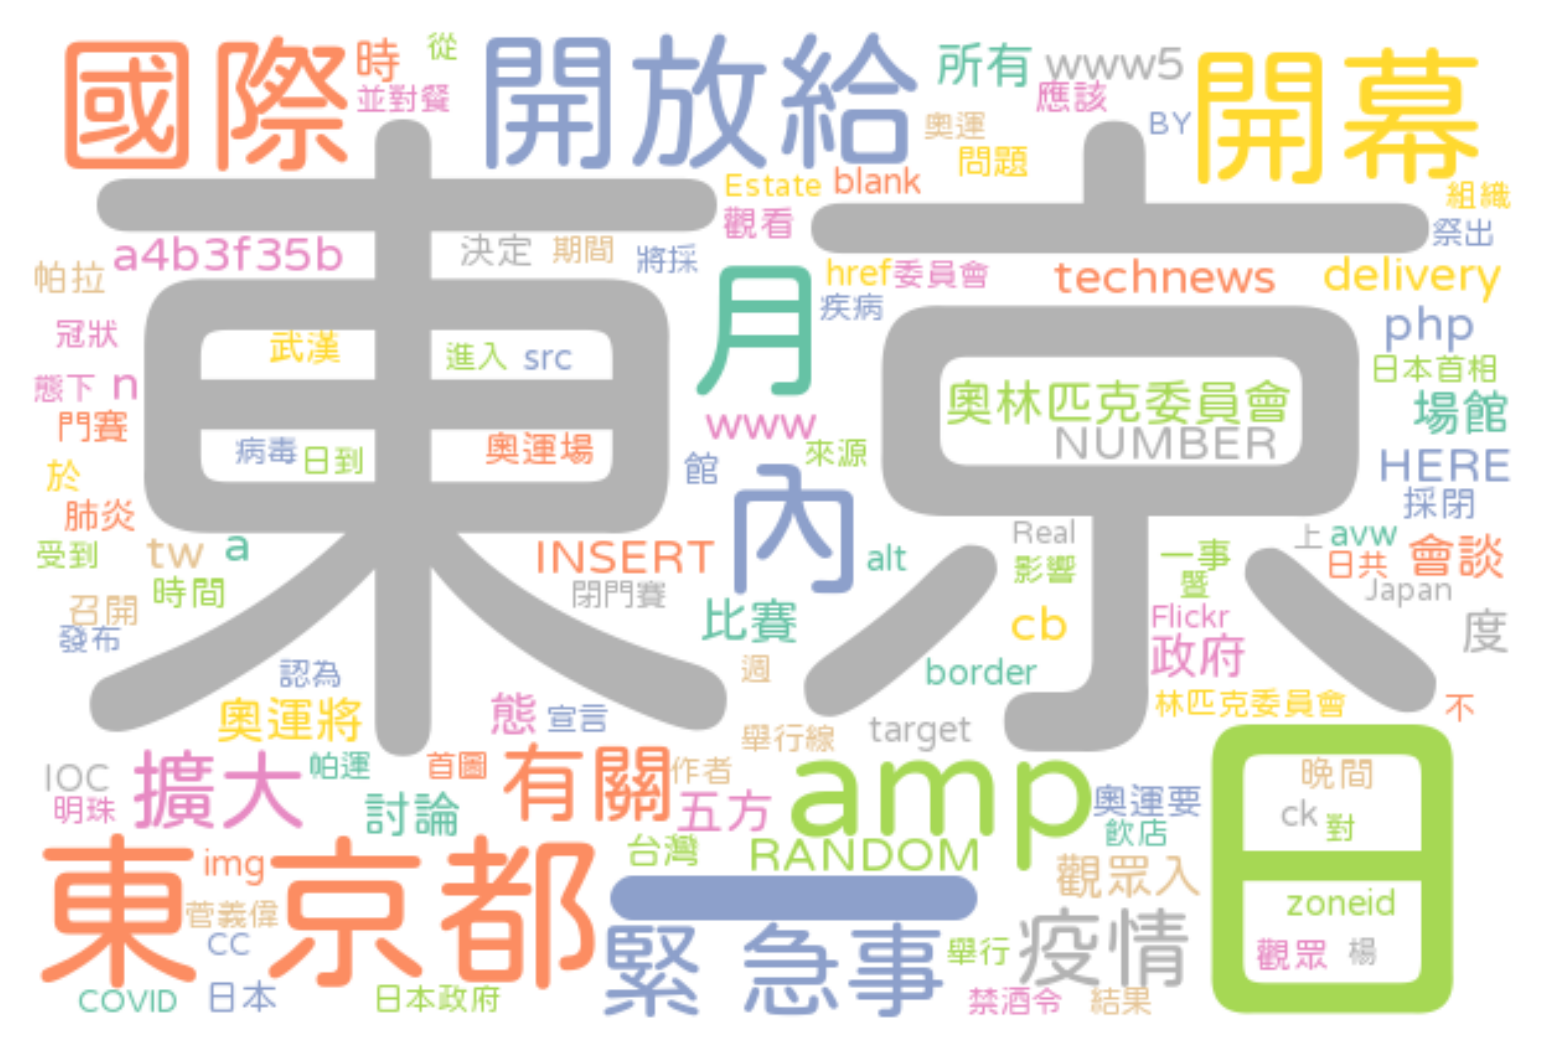 國際
時
從
並對餐
開放給
所有
www5
應該
奧運
BY
問題
開幕
組織
祭出
東京
Estate
blank
觀看
a4b3f35b
決定
期間
將採
帕拉
href
委員會
疾病
technews
delivery
月
php
冠狀
武漢
進入
src
日本首相
態下
n
奧林匹克委員會
NUMBER
場館
門賽
www
病毒
日到
奧運場
館
來源
HERE
於
內
採閉
肺炎
受到
tw
a
INSERT
alt
Real
影響
一事
暨
上
avw
日共
會談
Japan
時間
閉門賽
召開
發布
比賽
cb
Flickr
政府
度
認為
週
border
奧運將
態
宣言
舉行線
target
林匹克委員會
不
IOC
明珠
擴大
帕運
討論
首圖
有關
作者
五方
amp
奧運要
飲店
日
晚間
ck
對
東京都
img
菅義偉
cc
台灣
RANDOM
觀眾入
zoneid
一
緊急事
舉行
疫情
觀眾
楊
COVID
日本
日本政府
禁酒令
結果